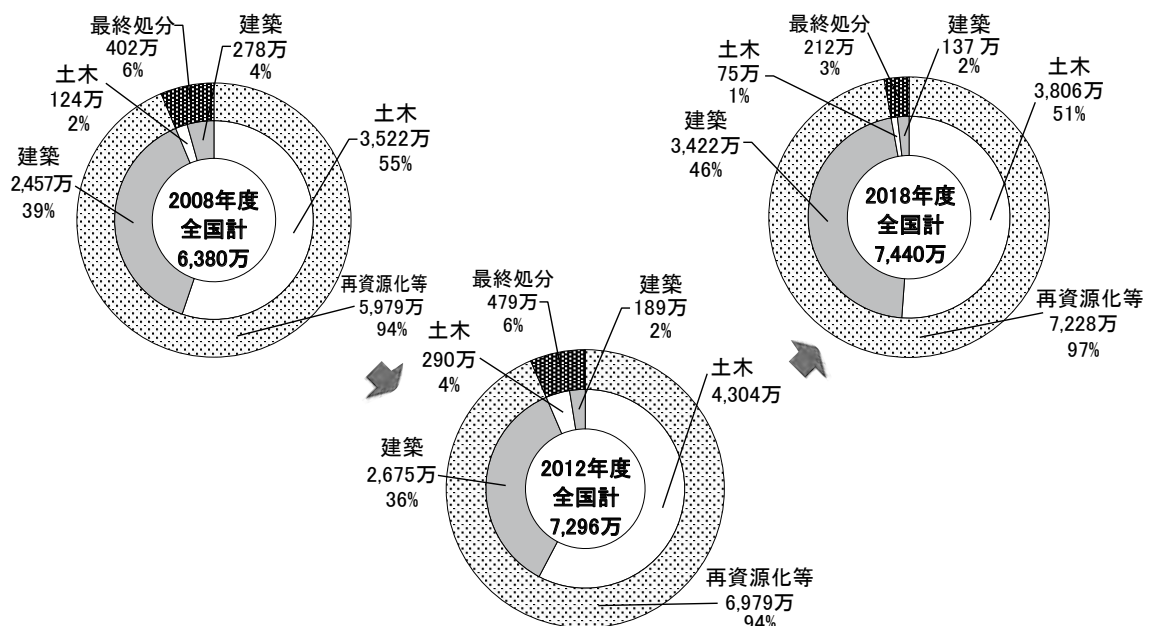 最終処分
402万
6%
建築
278万
4%
土木
124万
2%
土木
3,522万
55%
建築
2,457万
39%
2008年度
全国計
6,380万
再資源化等
5,979万
94%
最終処分
479万
6%
建築
189万
2%
土木
290万
4%
土木
4,304万
建築
2,675万
36%
2012年度
全国計
7,296万
再資源化等
6,979万
94%
最終処分
212万
3%
建築
137万
2%
土木
75万
1%
土木
3,806万
51%
建築
3,422万
46%
2018年度
全国計
7,440万
再資源化等
7,228万
97%